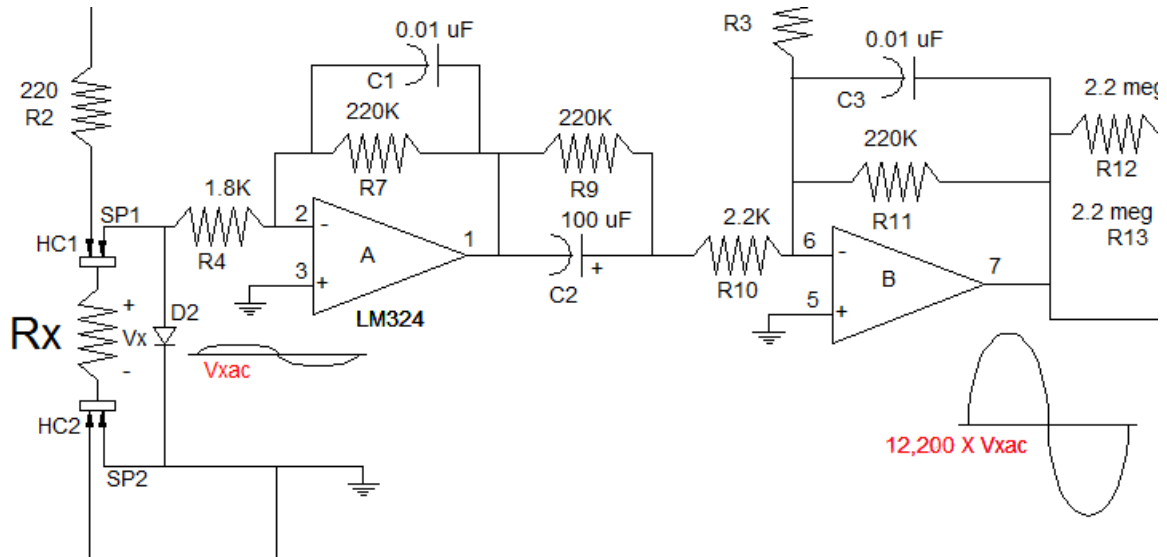 R3
0.01 uF
0.01 uF
C1
C3
220
R2
2.2 meg
220K
220K
220K
R7
R9
R11
R12
1.8K
2.2 meg
R13
SP1
2
-
100 uF
2.2K
6
-
HC1
R4
1
7
A
B
3
+
+
C2
R10
5
+
D2
LM324
Rx
+
Vx
-
Vxac
HC2
12,200 X Vxac
SP2